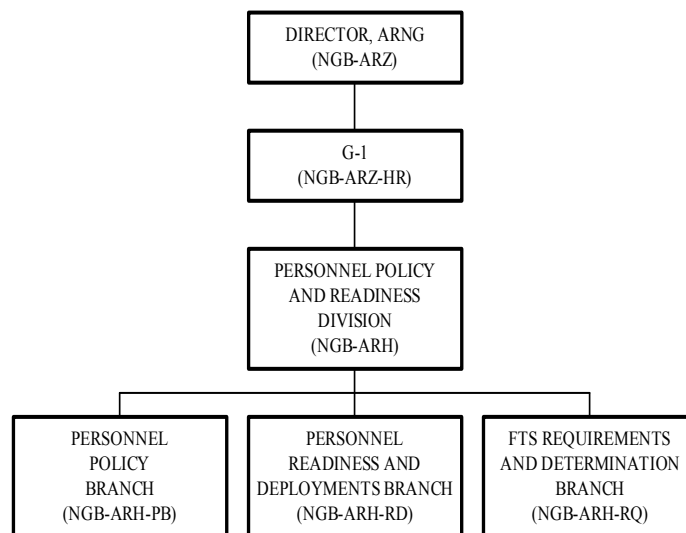 DIRECTOR, ARNG
(NGB-ARZ)
G-1
(NGB-ARZ-HR)
PERSONNEL POLICY
AND READINESS
DIVISION
(NGB-ARH)
PERSONNEL
POLICY
BRANCH
(NGB-ARH-PB)
PERSONNEL
READINESS AND
DEPLOYMENTS BRANCH
(NGB-ARH-RD)
FTS REQUIREMENTS
AND DETERMINATION
BRANCH
(NGB-ARH-RQ)